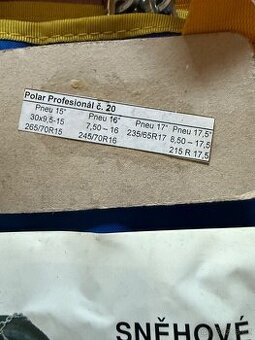 Polar Profesionál č. 20
Pneu 15" Pneu 16" Pneu 17" Pneu 17,5"
30x9,5-15 7,50 – 16 235/65R17 8,50 – 17,5
265/70R15 245/70R16 215 R 17,5
SNĚHOVÉ